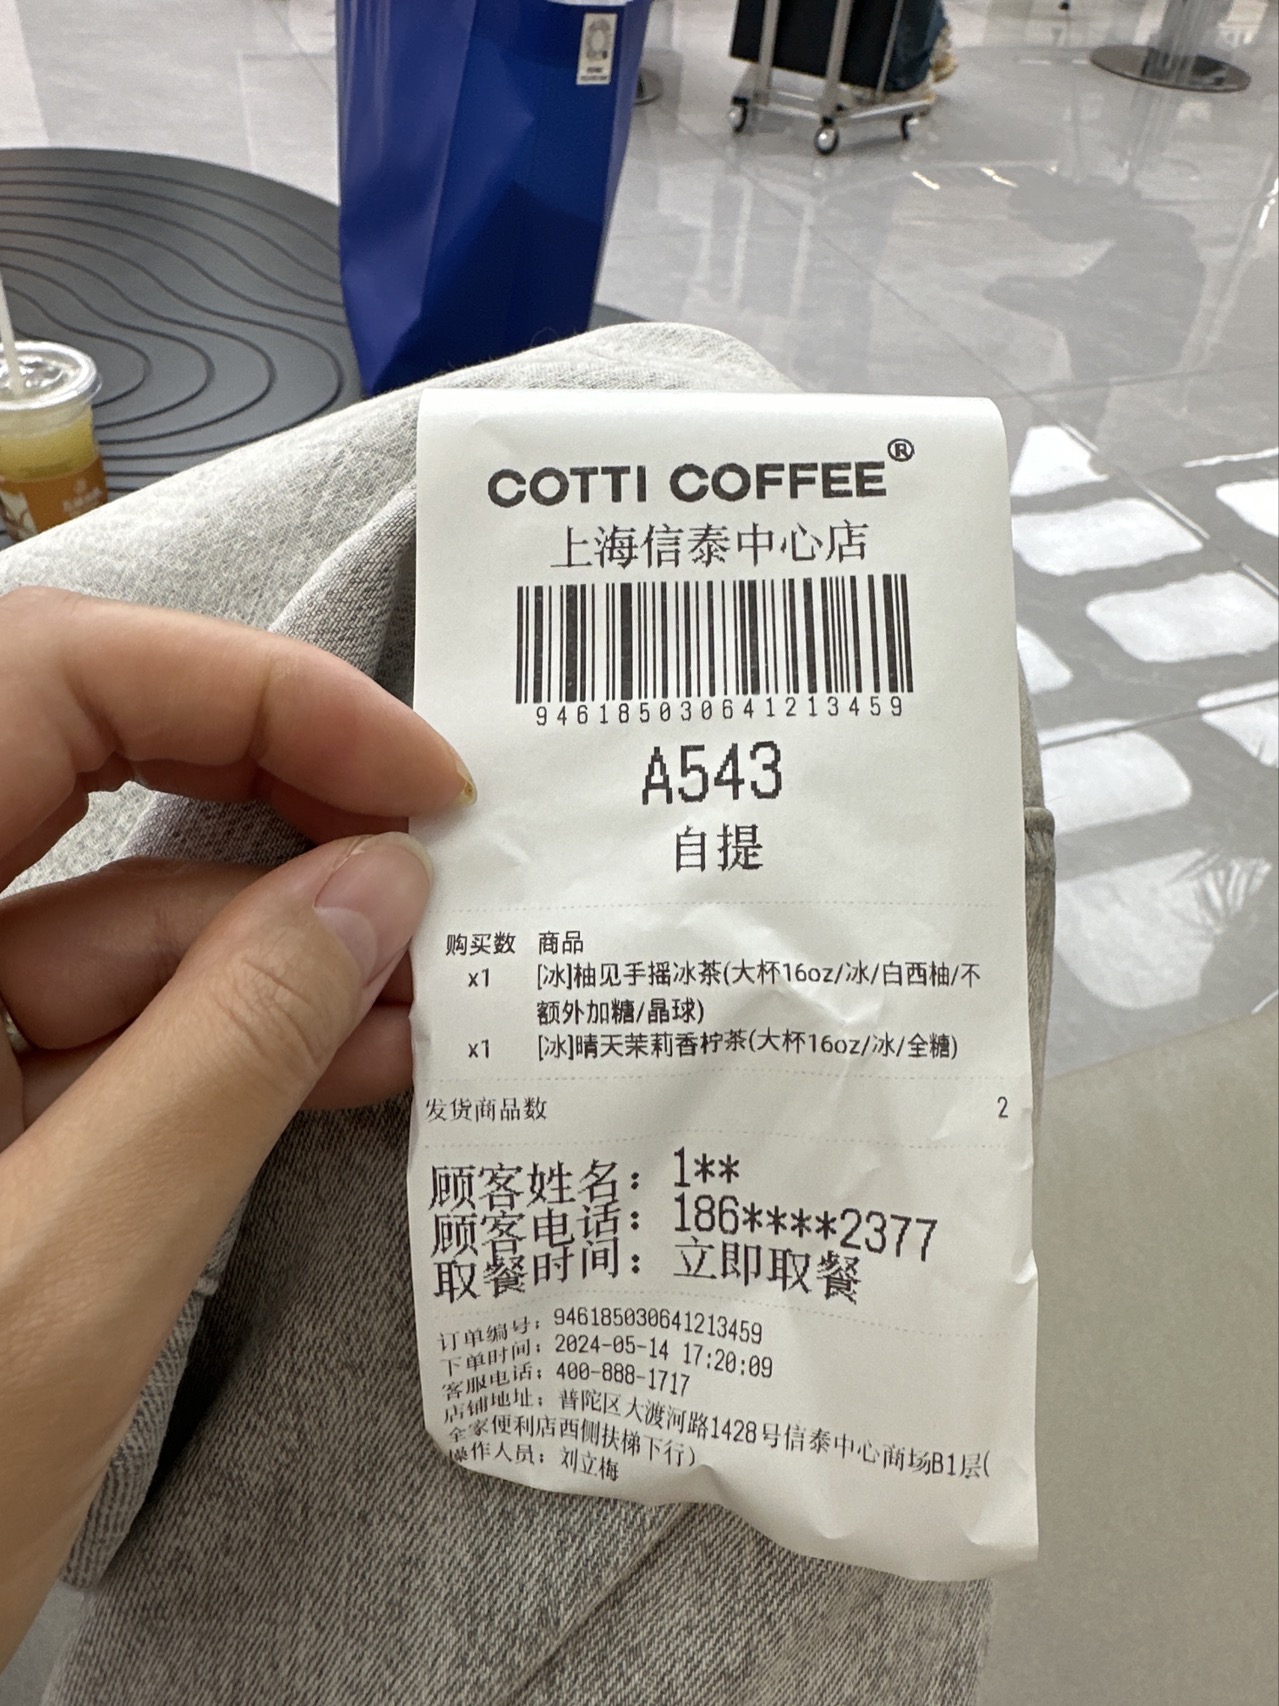 COTTI COFFEE®
上海信泰中心店
946185030641213459
A543
自提
购买数 商品
x1 [冰]柚见手摇冰茶(大杯16oz/冰/白西柚/不
额外加糖/晶球)
x1 [冰]晴天茉莉香柠茶(大杯16oz/冰/全糖)
发货商品数 2
顾客姓名：1**
顾客电话：186****2377
取餐时间：立即取餐
订单编号：946185030641213459
下单时间：2024-05-14 17:20:09
客服电话：400-888-1717
店铺地址：普陀区大渡河路1428号信泰中心商场B1层(
全家便利店西侧扶梯下行)
操作人员：刘立梅